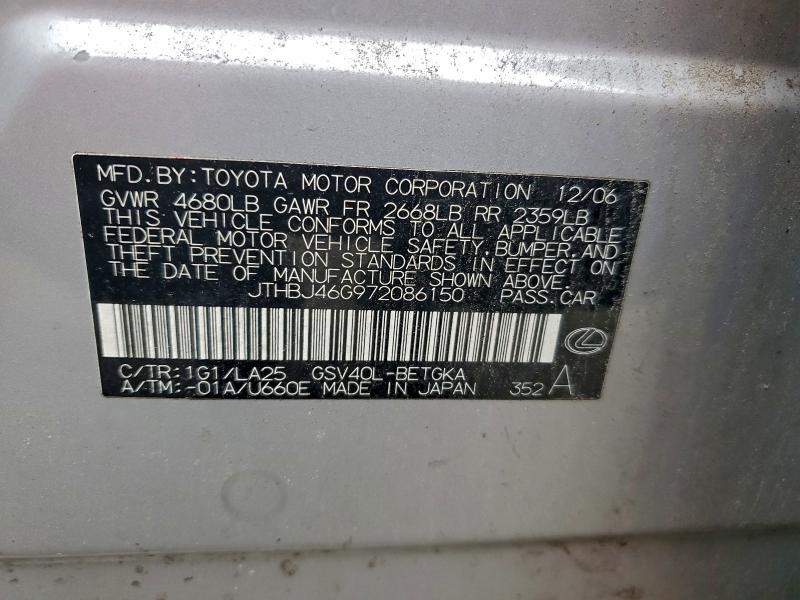 MFD. BY: TOYOTA MOTOR CORPORATION 12/06
GVWR 4680LB GAWR FR 2668LB RR 2359LB
THIS VEHICLE CONFORMS TO ALL APPLICABLE
FEDERAL MOTOR VEHICLE SAFETY, BUMPER, AND
THEFT PREVENTION STANDARDS IN EFFECT ON
THE DATE OF MANUFACTURE SHOWN ABOVE.
JTHBJ46G972086150 PASS. CAR
C/TR: 1G1/LA25 GSV40L-BETGKA
A/TM: -01A/U660E MADE IN JAPAN 352 A